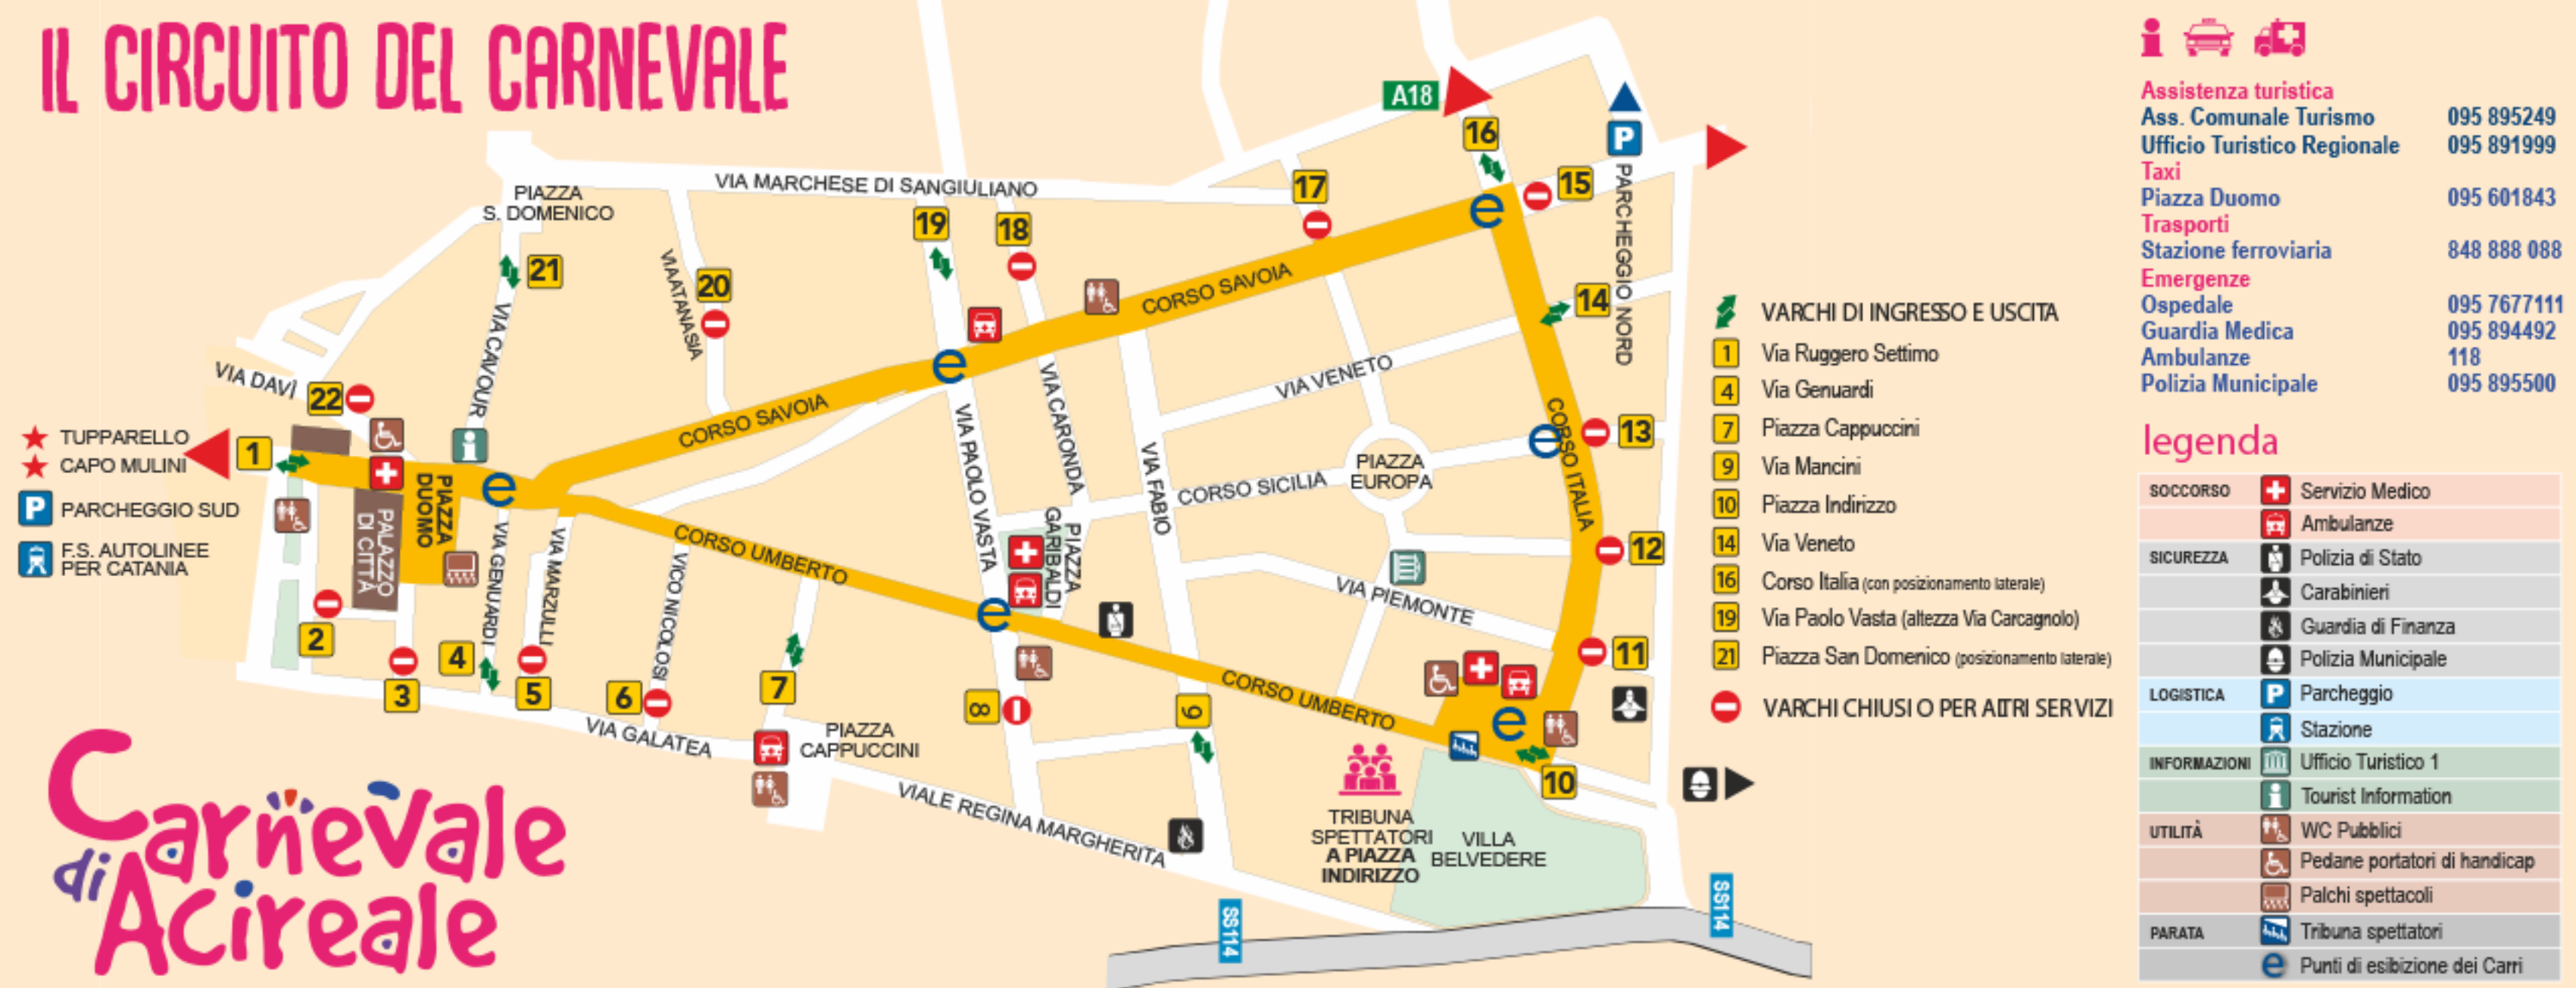 IL CIRCUITO DEL CARNEVALE
A18
16
P
15
17
PARCHEGGIO NORD
VIA MARCHESE DI SANGIULIANO
PIAZZA
S. DOMENICO
19
18
21
20
VIA ATANASIA
VIA CAVOUR
CORSO SAVOIA
14
VIA DAVÌ
22
VIA CARONDA
VIA VENETO
CORSO SAVOIA
CORSO ITALIA
13
TUPPARELLO
CAPO MULINI
1
P PARCHEGGIO SUD
F.S. AUTOLINEE
PER CATANIA
PIAZZA
DUOMO
PALAZZO
DI CITTÀ
VIA PAOLO VASTA
VIA FABIO
CORSO SICILIA
PIAZZA
EUROPA
PIAZZA
GARIBALDI
VIA GENUARDI
VIA MARZULLI
VICO NICOLOSI
CORSO UMBERTO
12
VIA PIEMONTE
2
3
4
5
6
7
8
9
11
CORSO UMBERTO
VIA GALATEA
PIAZZA
CAPPUCCINI
10
VIALE REGINA MARGHERITA
TRIBUNA
SPETTATORI
A PIAZZA
INDIRIZZO
VILLA
BELVEDERE
SS114
SS114
Carnevale
di
Acireale
VARCHI DI INGRESSO E USCITA
1 Via Ruggero Settimo
4 Via Genuardi
7 Piazza Cappuccini
9 Via Mancini
10 Piazza Indirizzo
14 Via Veneto
16 Corso Italia (con posizionamento laterale)
19 Via Paolo Vasta (altezza Via Carcagnolo)
21 Piazza San Domenico (posizionamento laterale)
VARCHI CHIUSI O PER ALTRI SERVIZI
Assistenza turistica
Ass. Comunale Turismo 095 895249
Ufficio Turistico Regionale 095 891999
Taxi
Piazza Duomo 095 601843
Trasporti
Stazione ferroviaria 848 888 088
Emergenze
Ospedale 095 7677111
Guardia Medica 095 894492
Ambulanze 118
Polizia Municipale 095 895500
legenda
SOCCORSO Servizio Medico
Ambulanze
SICUREZZA Polizia di Stato
Carabinieri
Guardia di Finanza
Polizia Municipale
LOGISTICA P Parcheggio
Stazione
INFORMAZIONI Ufficio Turistico 1
Tourist Information
UTILITÀ WC Pubblici
Pedane portatori di handicap
Palchi spettacoli
PARATA Tribuna spettatori
e Punti di esibizione dei Carri